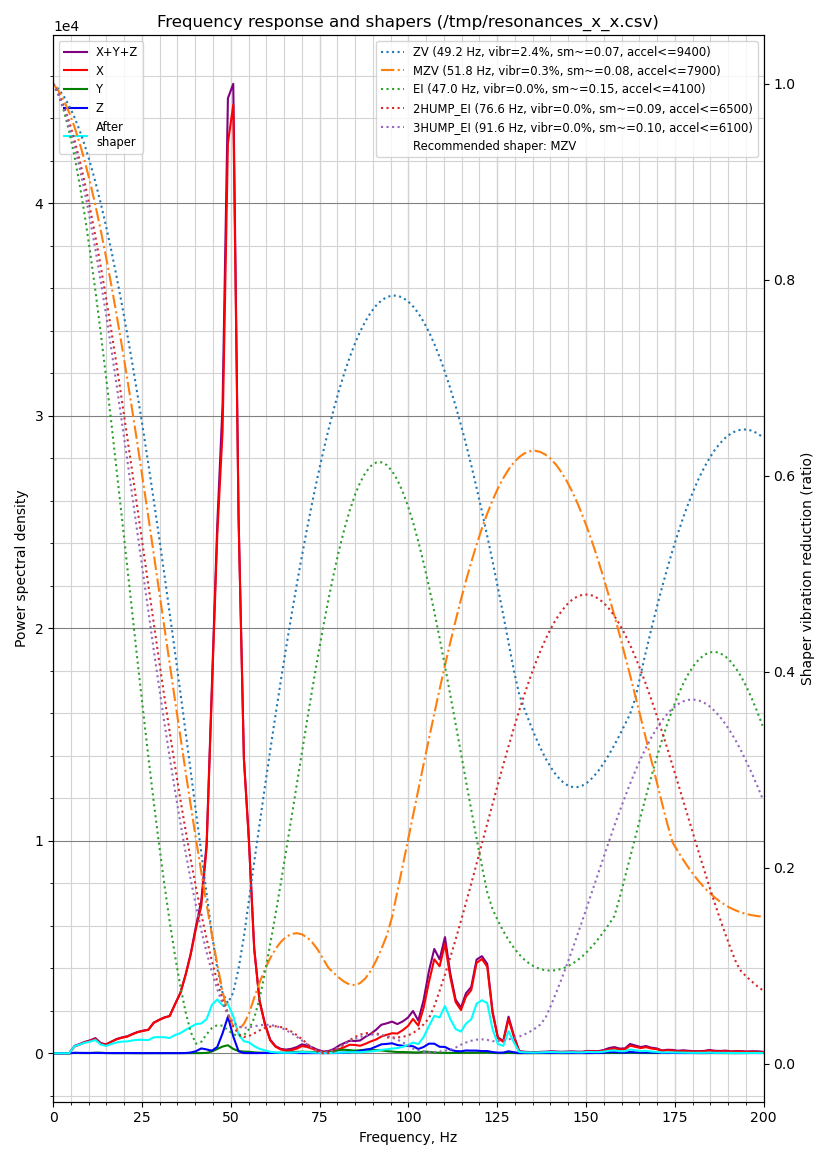 Frequency response and shapers (/tmp/resonances_x_x.csv)
1e4
X+Y+Z
X
Y
Z
After
shaper
ZV (49.2 Hz, vibr=2.4%, sm~=0.07, accel<=9400)
MZV (51.8 Hz, vibr=0.3%, sm~=0.08, accel<=7900)
EI (47.0 Hz, vibr=0.0%, sm~=0.15, accel<=4100)
2HUMP_EI (76.6 Hz, vibr=0.0%, sm~=0.09, accel<=6500)
3HUMP_EI (91.6 Hz, vibr=0.0%, sm~=0.10, accel<=6100)
Recommended shaper: MZV
Power spectral density
4
3
2
1
0
1.0
0.8
0.6
0.4
0.2
0.0
Shaper vibration reduction (ratio)
0 25 50 75 100 125 150 175 200
Frequency, Hz